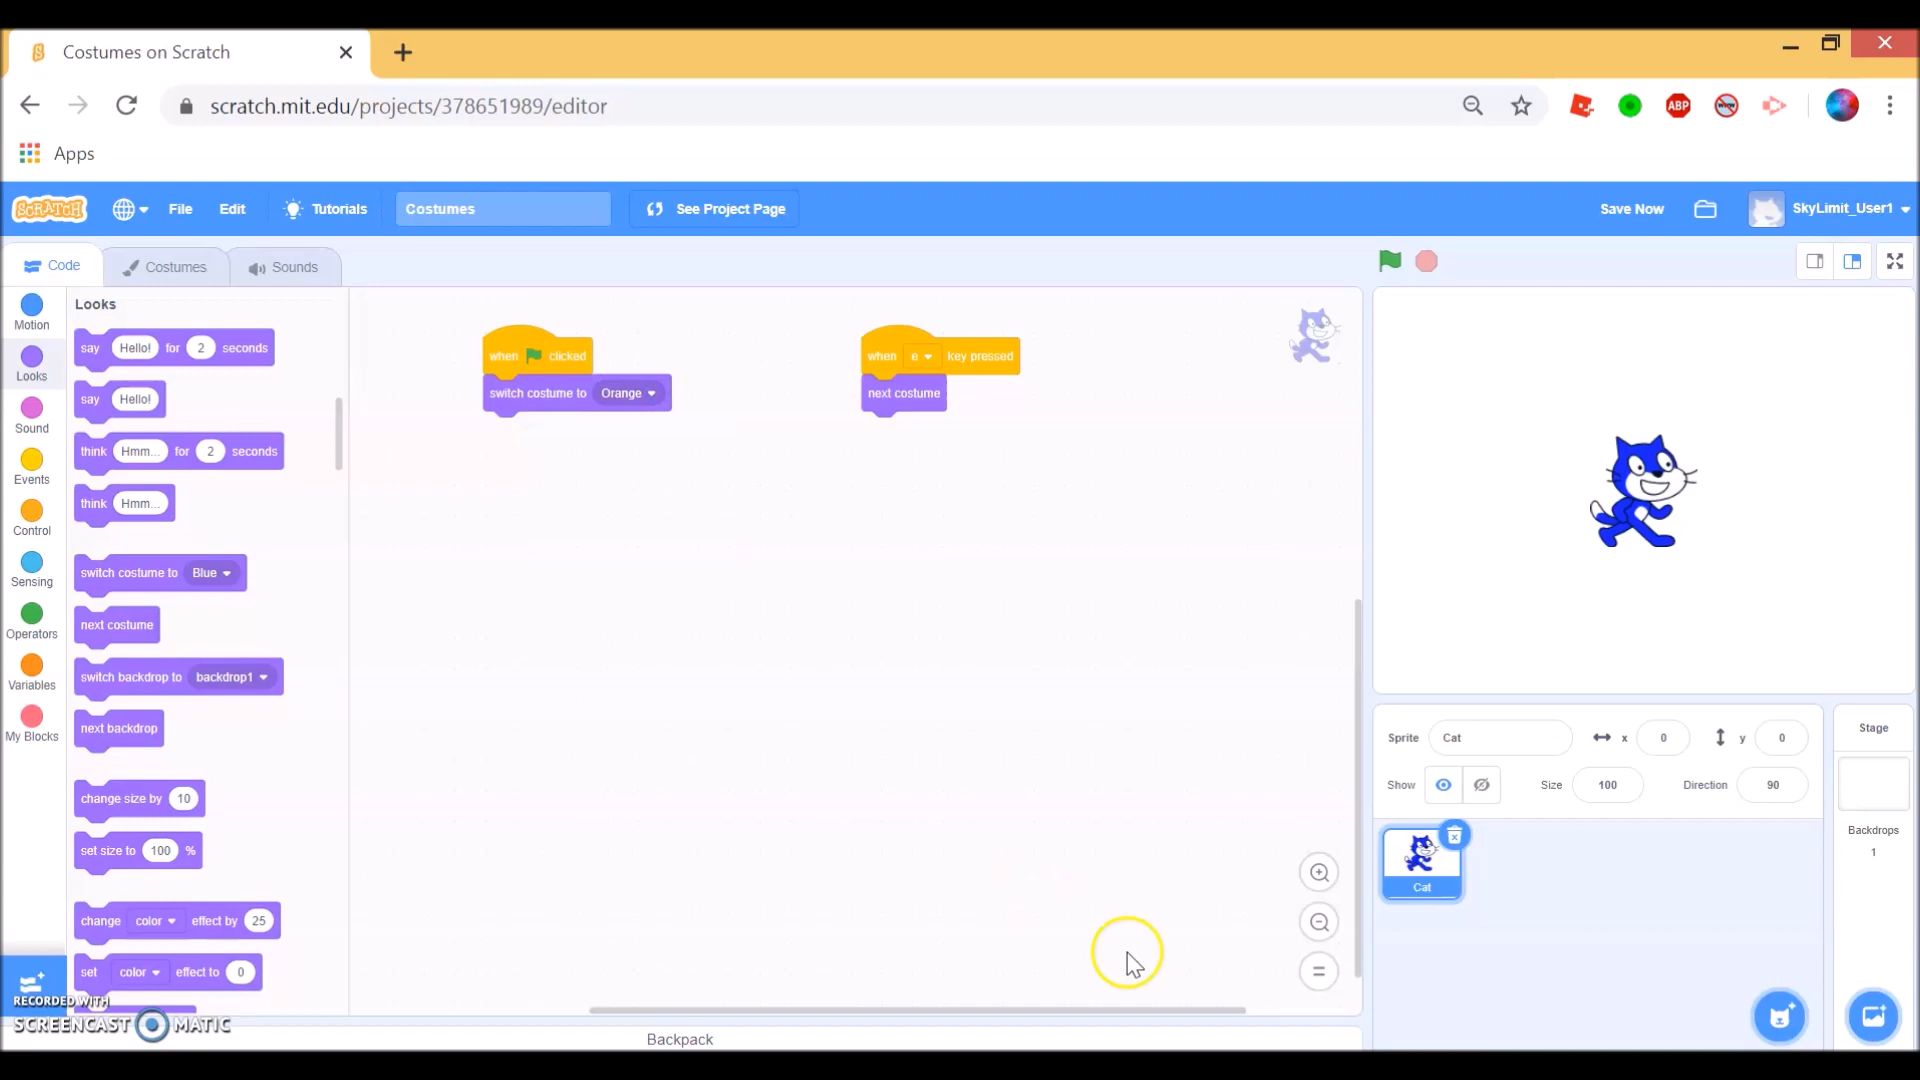 Costumes on Scratch
scratch.mit.edu/projects/378651989/editor
ABP
Apps
SCRATCH
File
Edit
Tutorials
Costumes
See Project Page
Save Now
SkyLimit_User1
Code
Costumes
Sounds
Motion
Looks
Sound
Events
Control
Sensing
Operators
Variables
My Blocks
Looks
say Hello! for 2 seconds
say Hello!
think Hmm... for 2 seconds
think Hmm...
switch costume to Blue
next costume
switch backdrop to backdrop1
next backdrop
change size by 10
set size to 100 %
change color effect by 25
set color effect to 0
when clicked
switch costume to Orange
when e key pressed
next costume
Sprite Cat x 0 y 0
Show Size 100 Direction 90
Cat
Stage
Backdrops
1
RECORDED WITH
SCREENCAST MATIC
Backpack